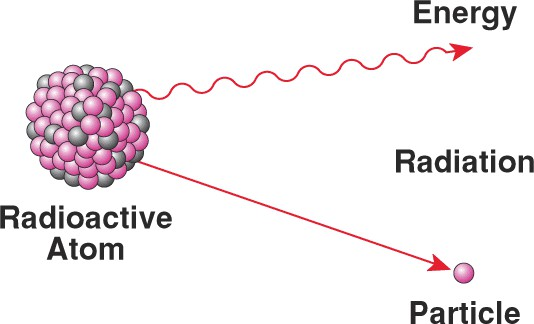 Energy
Radiation
Radioactive
Atom
Particle